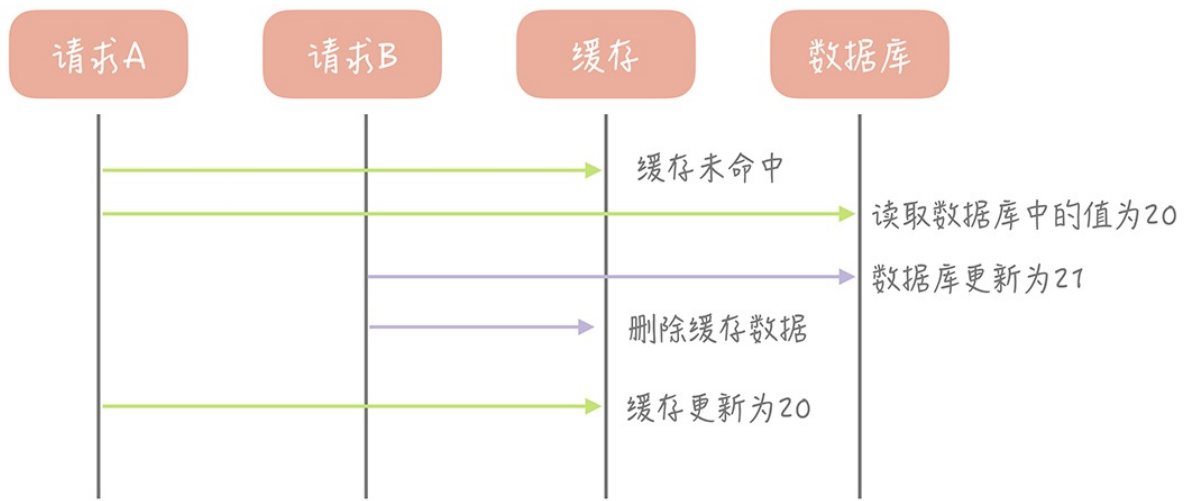 请求A
请求B
缓存
数据库
缓存未命中
读取数据库中的值为20
数据库更新为21
删除缓存数据
缓存更新为20